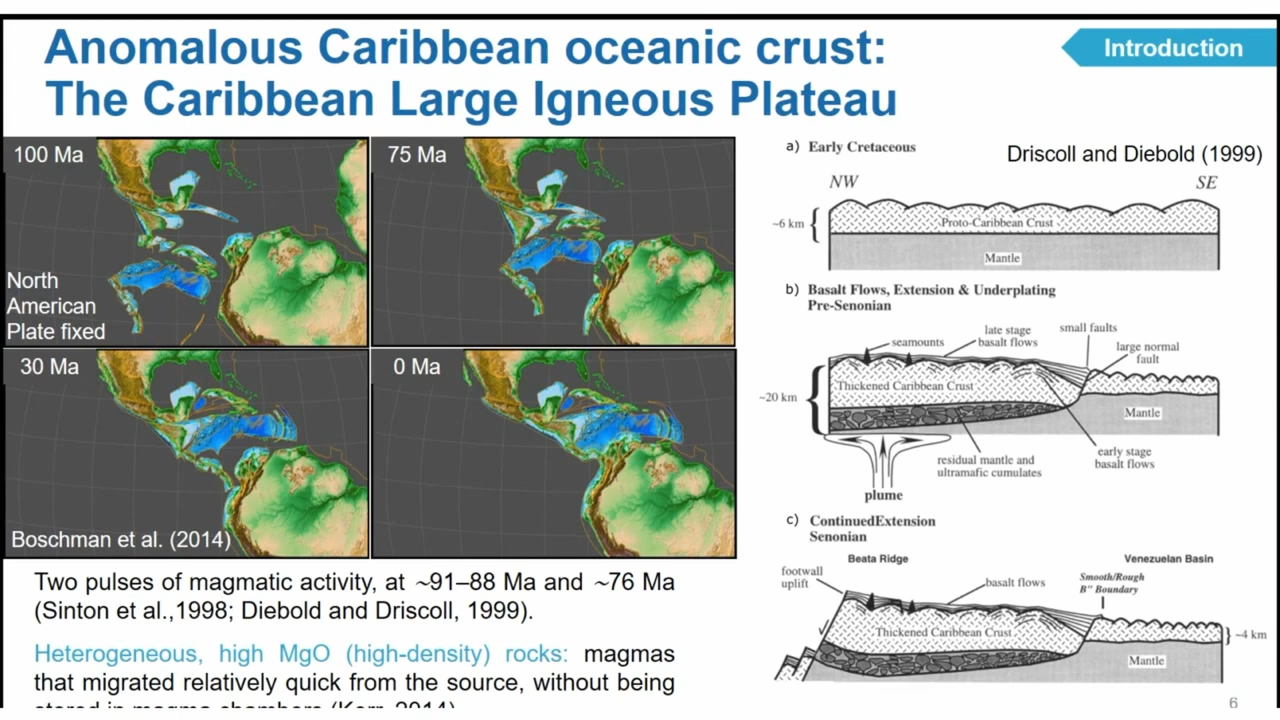 Anomalous Caribbean oceanic crust:
The Caribbean Large Igneous Plateau
Introduction
100 Ma
North
American
Plate fixed
75 Ma
30 Ma
Boschman et al. (2014)
0 Ma
Two pulses of magmatic activity, at ~91–88 Ma and ~76 Ma
(Sinton et al.,1998; Diebold and Driscoll, 1999).
Heterogeneous, high MgO (high-density) rocks: magmas
that migrated relatively quick from the source, without being
stored in magma chambers (Kerr, 2014)
Driscoll and Diebold (1999)
a) Early Cretaceous
NW
SE
~6 km
Proto-Caribbean Crust
Mantle
b) Basalt Flows, Extension & Underplating
Pre-Senonian
seamounts
late stage
basalt flows
small faults
large normal
fault
Thickened Caribbean Crust
~20 km
Mantle
residual mantle and
ultramafic cumulates
early stage
basalt flows
plume
c) ContinuedExtension
Senonian
Beata Ridge
Venezuelan Basin
footwall
uplift
basalt flows
Smooth/Rough
B" Boundary
Thickened Caribbean Crust
~4 km
Mantle
6